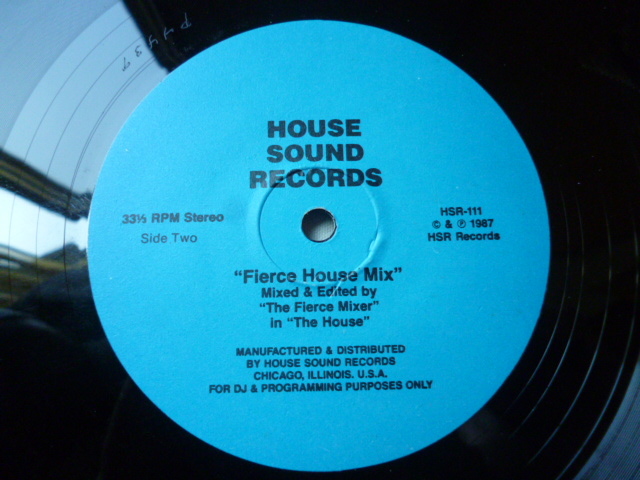 HOUSE
SOUND
RECORDS
33⅓ RPM Stereo
Side Two
HSR-111
© & ℗ 1987
HSR Records
"Fierce House Mix"
Mixed & Edited by
"The Fierce Mixer"
in "The House"
MANUFACTURED & DISTRIBUTED
BY HOUSE SOUND RECORDS
CHICAGO, ILLINOIS. U.S.A.
FOR DJ & PROGRAMMING PURPOSES ONLY